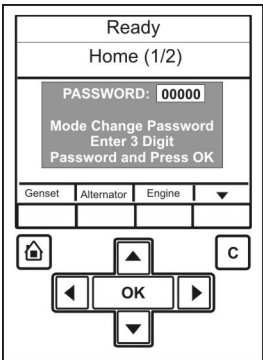 Ready
Home (1/2)
PASSWORD: 00000
Mode Change Password
Enter 3 Digit
Password and Press OK
Genset Alternator Engine
C
OK